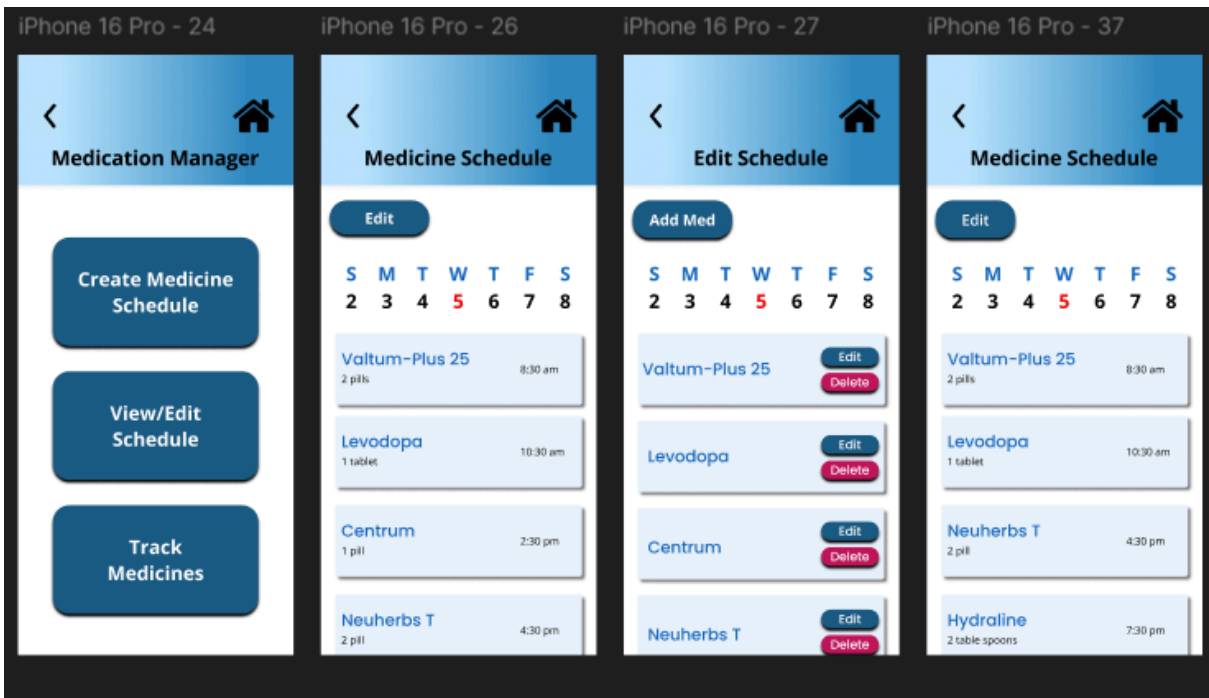 iPhone 16 Pro - 24
Medication Manager
Create Medicine
Schedule
View/Edit
Schedule
Track
Medicines
iPhone 16 Pro - 26
Medicine Schedule
Edit
S M T W T F S
2 3 4 5 6 7 8
Valtum-Plus 25
2 pills
8:30 am
Levodopa
1 tablet
10:30 am
Centrum
1 pill
2:30 pm
Neuherbs T
2 pill
4:30 pm
iPhone 16 Pro - 27
Edit Schedule
Add Med
S M T W T F S
2 3 4 5 6 7 8
Valtum-Plus 25
Edit
Delete
Levodopa
Edit
Delete
Centrum
Edit
Delete
Neuherbs T
Edit
Delete
iPhone 16 Pro - 37
Medicine Schedule
Edit
S M T W T F S
2 3 4 5 6 7 8
Valtum-Plus 25
2 pills
8:30 am
Levodopa
1 tablet
10:30 am
Neuherbs T
2 pill
4:30 pm
Hydraline
2 table spoons
7:30 pm